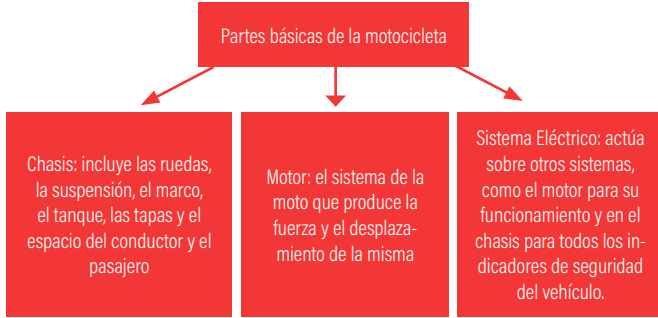 Partes básicas de la motocicleta
Chasis: incluye las ruedas,
la suspensión, el marco,
el tanque, las tapas y el
espacio del conductor y el
pasajero
Motor: el sistema de la
moto que produce la
fuerza y el desplaza-
miento de la misma
Sistema Eléctrico: actúa
sobre otros sistemas,
como el motor para su
funcionamiento y en el
chasis para todos los in-
dicadores de seguridad
del vehículo.